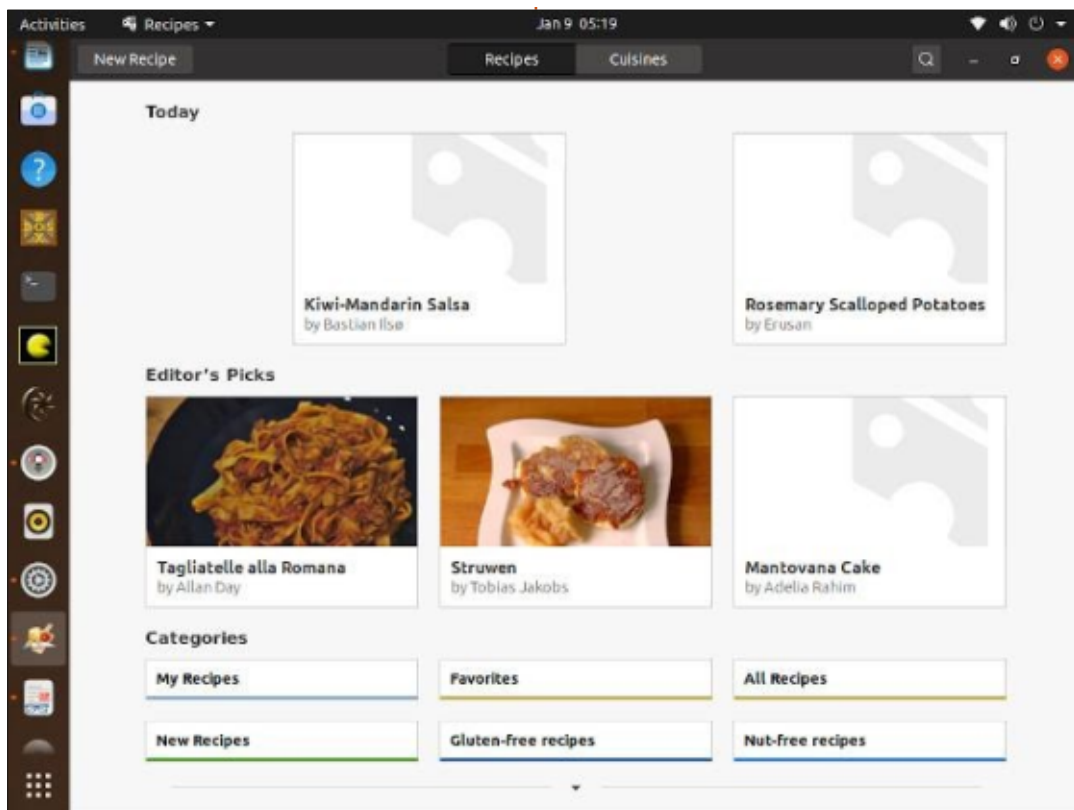 Activities Recipes Jan 9 05:19
New Recipe Recipes Cuisines
Today
Kiwi-Mandarin Salsa
by Bastian Ilsø
Rosemary Scalloped Potatoes
by Erusan
Editor's Picks
Tagliatelle alla Romana
by Allan Day
Struwen
by Tobias Jakobs
Mantovana Cake
by Adelia Rahim
Categories
My Recipes Favorites All Recipes
New Recipes Gluten-free recipes Nut-free recipes